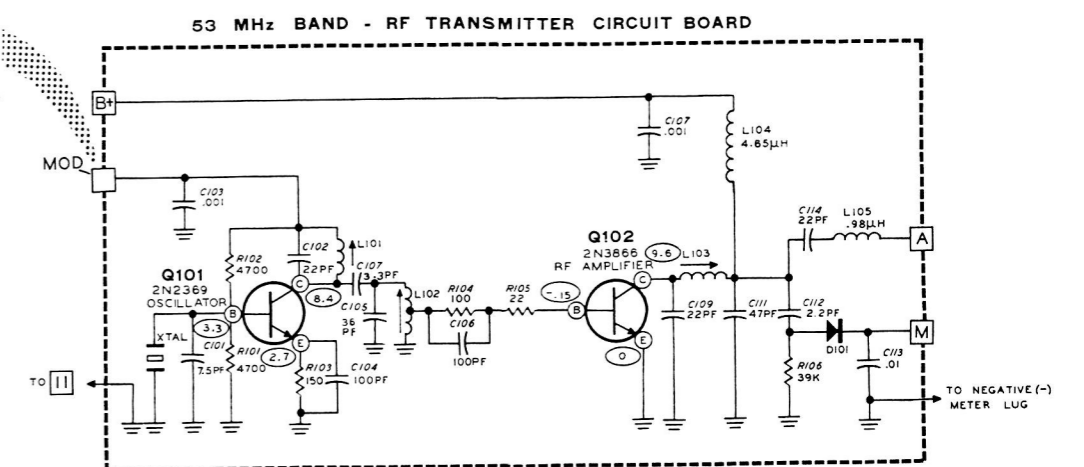 53 MHz BAND - RF TRANSMITTER CIRCUIT BOARD
B+
C107
.001
L104
4.65µH
MOD
C103
.001
C114
22PF
L105
.98µH
A
Q101
2N2369
OSCILLATOR
R102
4700
C102
22PF
L101
C107
3.3PF
C
8.4
B
3.3
E
2.7
XTAL
C101
7.5PF
R101
4700
R103
150
C104
100PF
C105
36
PF
L102
R104
100
C106
100PF
R105
22
Q102
2N3866
RF AMPLIFIER
9.6
L103
-.15
B
C
E
0
C109
22PF
C111
47PF
C112
2.2PF
D101
R106
39K
C113
.01
M
TO 11
TO NEGATIVE(-)
METER LUG